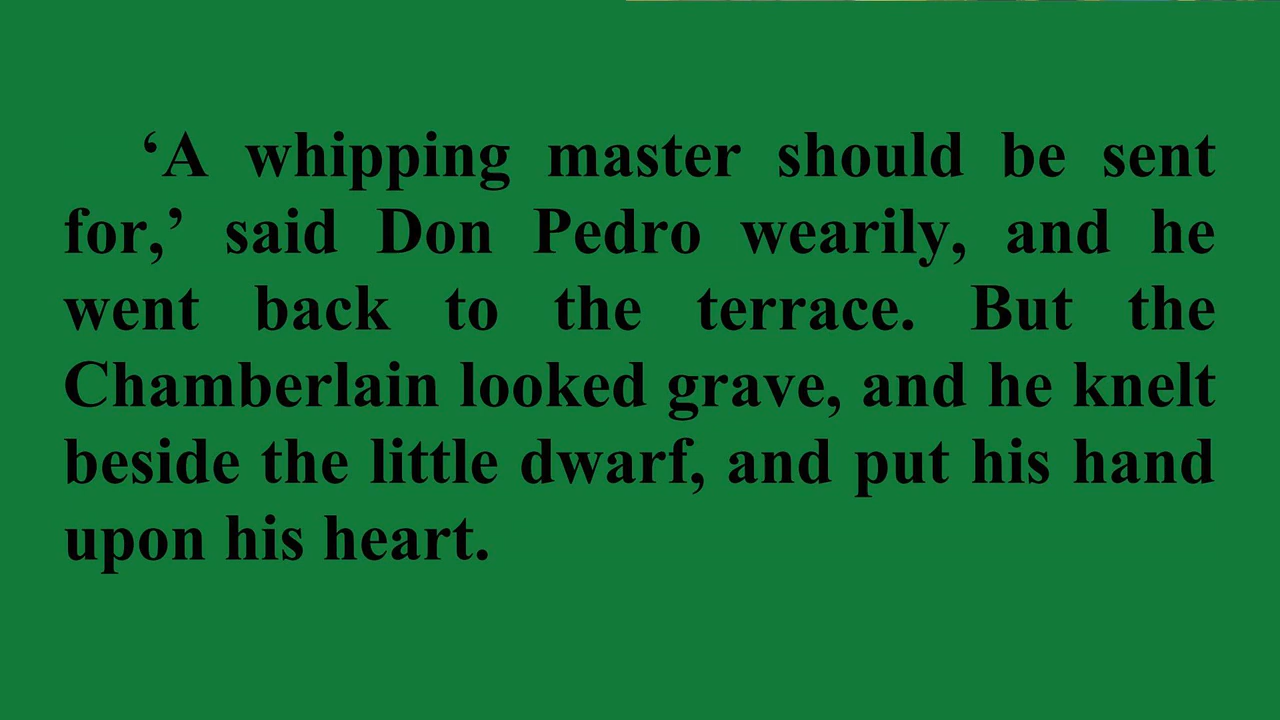 ‘A whipping master should be sent
for,’ said Don Pedro wearily, and he
went back to the terrace. But the
Chamberlain looked grave, and he knelt
beside the little dwarf, and put his hand
upon his heart.